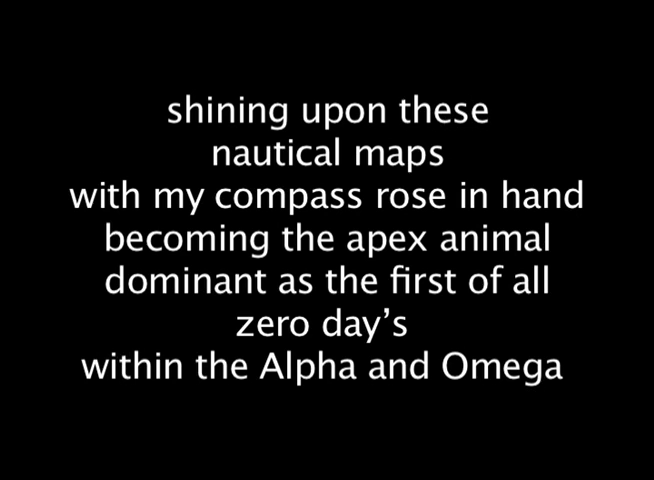 shining upon these
nautical maps
with my compass rose in hand
becoming the apex animal
dominant as the first of all
zero day’s
within the Alpha and Omega